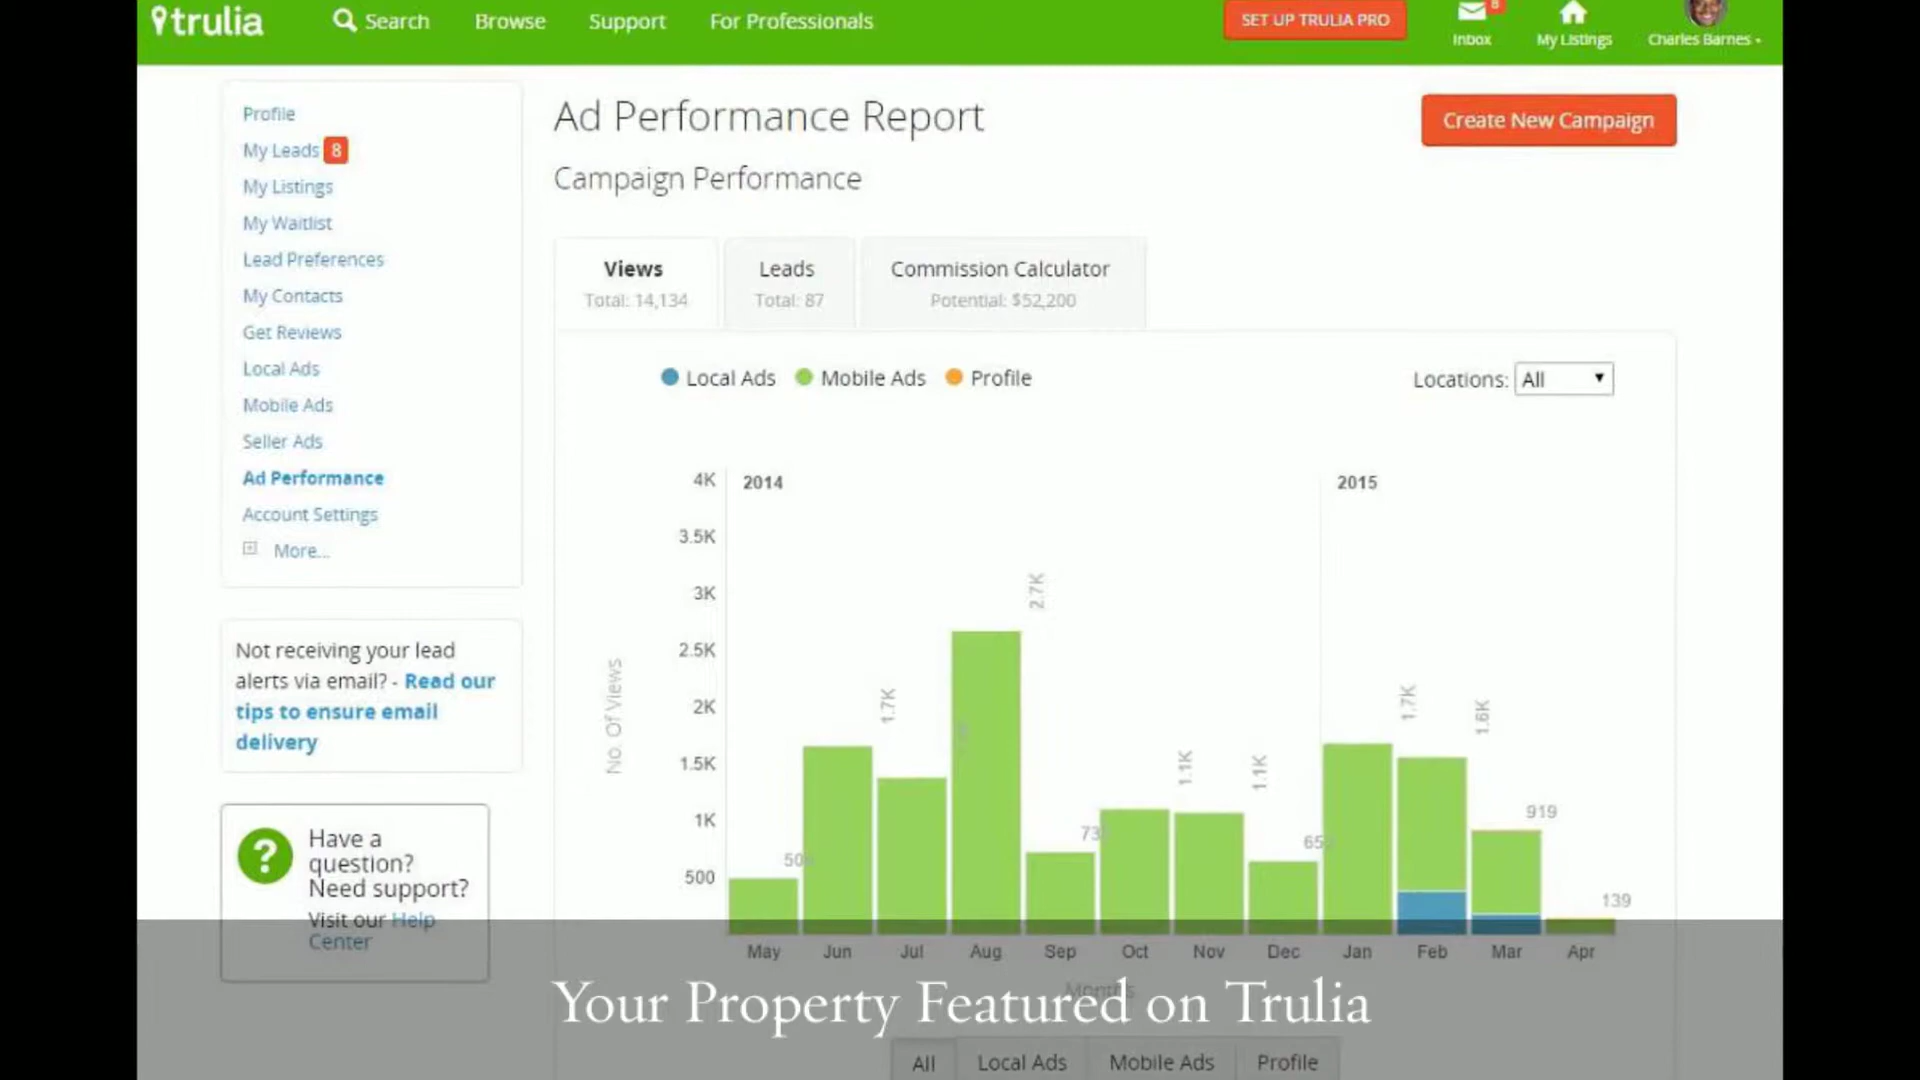 trulia
Search
Browse
Support
For Professionals
SET UP TRULIA PRO
8
Inbox
My Listings
Charles Barnes
Profile
My Leads 8
My Listings
My Waitlist
Lead Preferences
My Contacts
Get Reviews
Local Ads
Mobile Ads
Seller Ads
Ad Performance
Account Settings
More...
Not receiving your lead
alerts via email? - Read our
tips to ensure email
delivery
?
Have a
question?
Need support?
Visit our Help
Center
Ad Performance Report
Create New Campaign
Campaign Performance
Views
Total: 14,134
Leads
Total: 87
Commission Calculator
Potential: $52,200
Local Ads
Mobile Ads
Profile
Locations: All
No. Of Views
4K
3.5K
3K
2.5K
2K
1.5K
1K
500
2014
2015
1.7K
2.7K
1.1K
1.1K
1.7K
1.6K
919
139
May
Jun
Jul
Aug
Sep
Oct
Nov
Dec
Jan
Feb
Mar
Apr
Months
Your Property Featured on Trulia
All
Local Ads
Mobile Ads
Profile